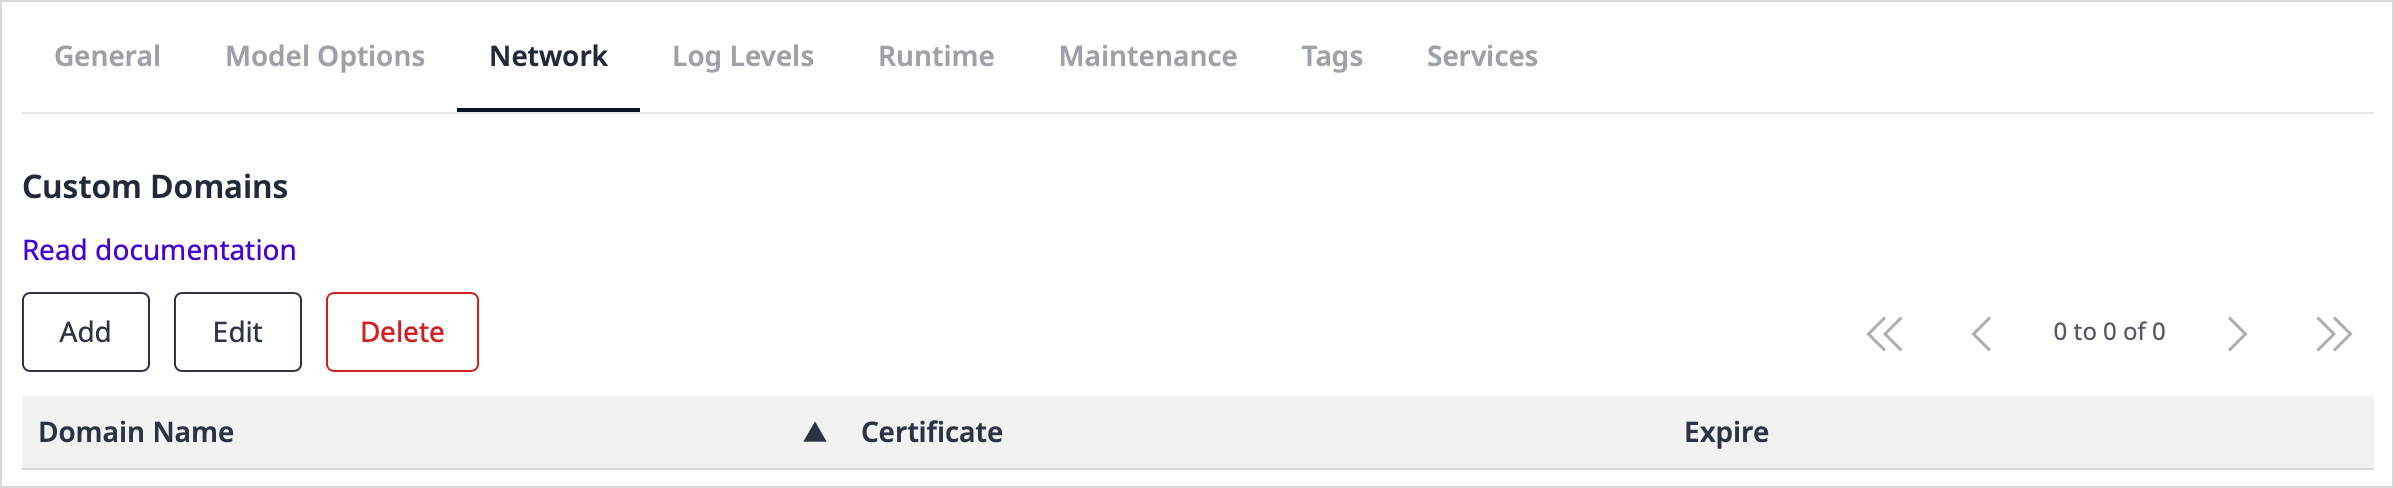 General Model Options Network Log Levels Runtime Maintenance Tags Services
Custom Domains
Read documentation
Add Edit Delete 0 to 0 of 0
Domain Name Certificate Expire